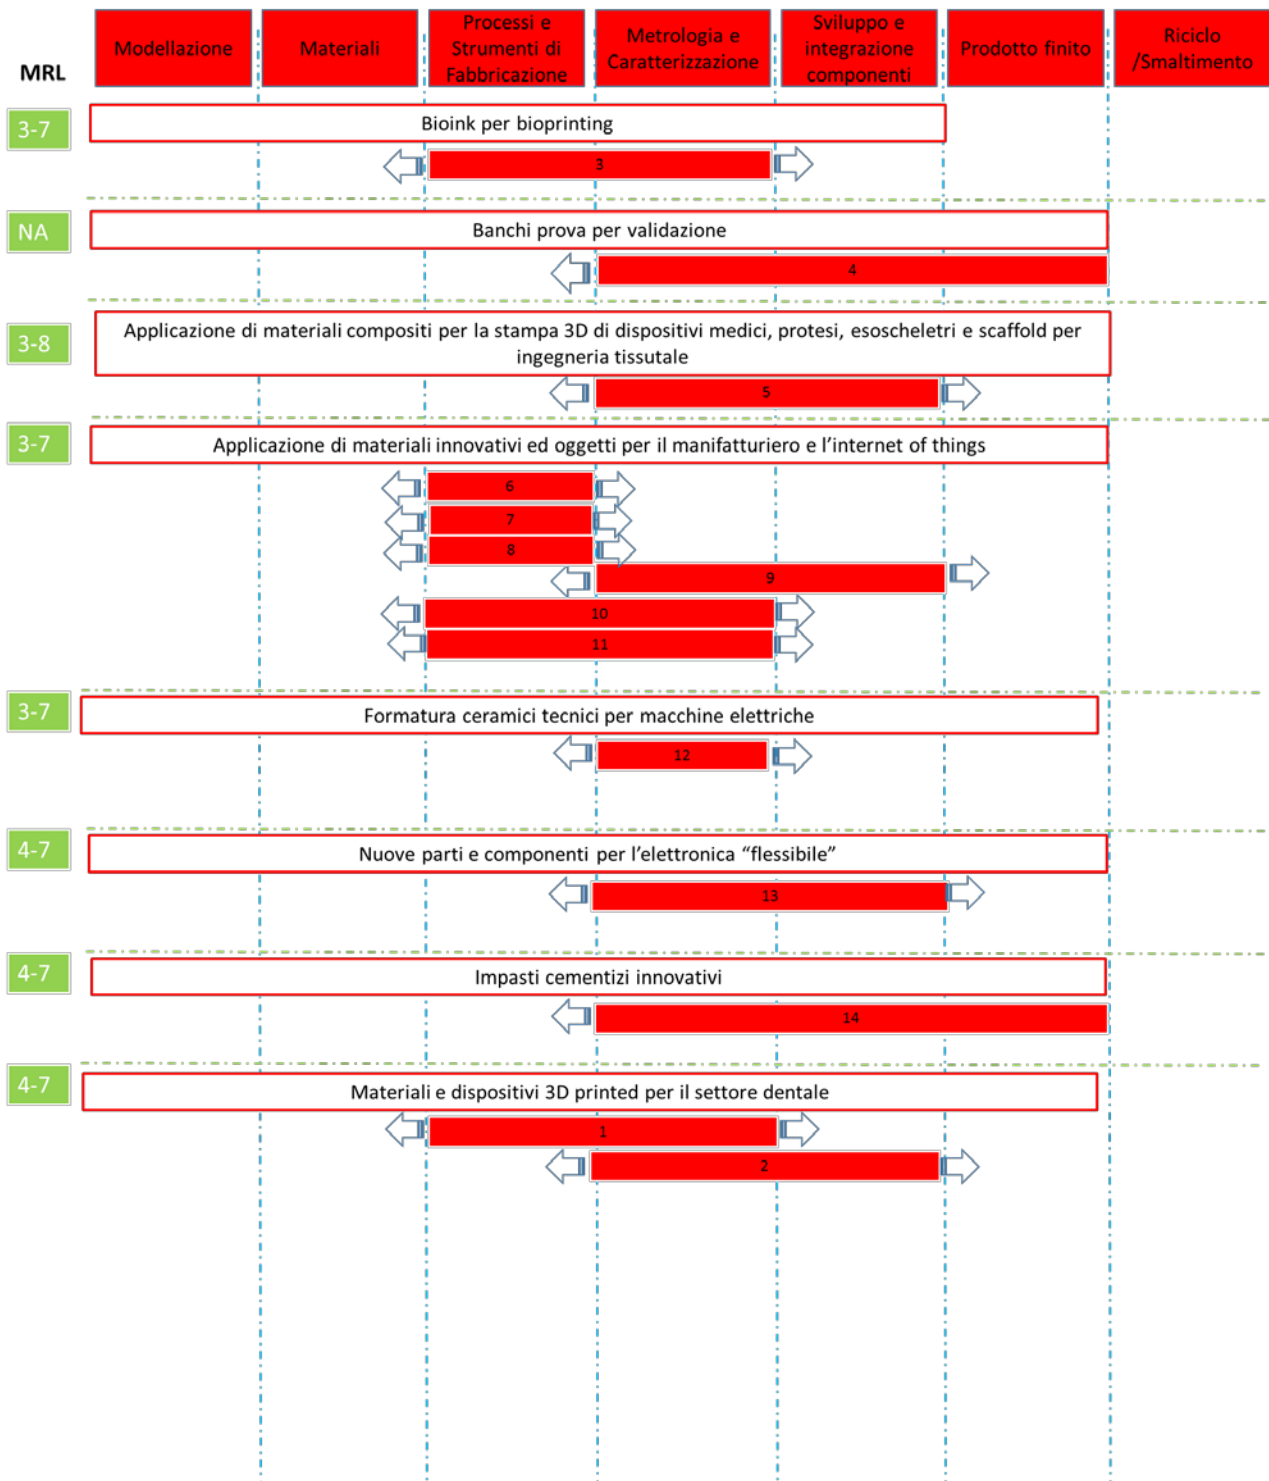 MRL
Modellazione
Materiali
Processi e
Strumenti di
Fabbricazione
Metrologia e
Caratterizzazione
Sviluppo e
integrazione
componenti
Prodotto finito
Riciclo
/Smaltimento
3-7
Bioink per bioprinting
3
NA
Banchi prova per validazione
4
3-8
Applicazione di materiali compositi per la stampa 3D di dispositivi medici, protesi, esoscheletri e scaffold per
ingegneria tissutale
5
3-7
Applicazione di materiali innovativi ed oggetti per il manifatturiero e l'internet of things
6
7
8
9
10
11
3-7
Formatura ceramici tecnici per macchine elettriche
12
4-7
Nuove parti e componenti per l'elettronica “flessibile”
13
4-7
Impasti cementizi innovativi
14
4-7
Materiali e dispositivi 3D printed per il settore dentale
1
2